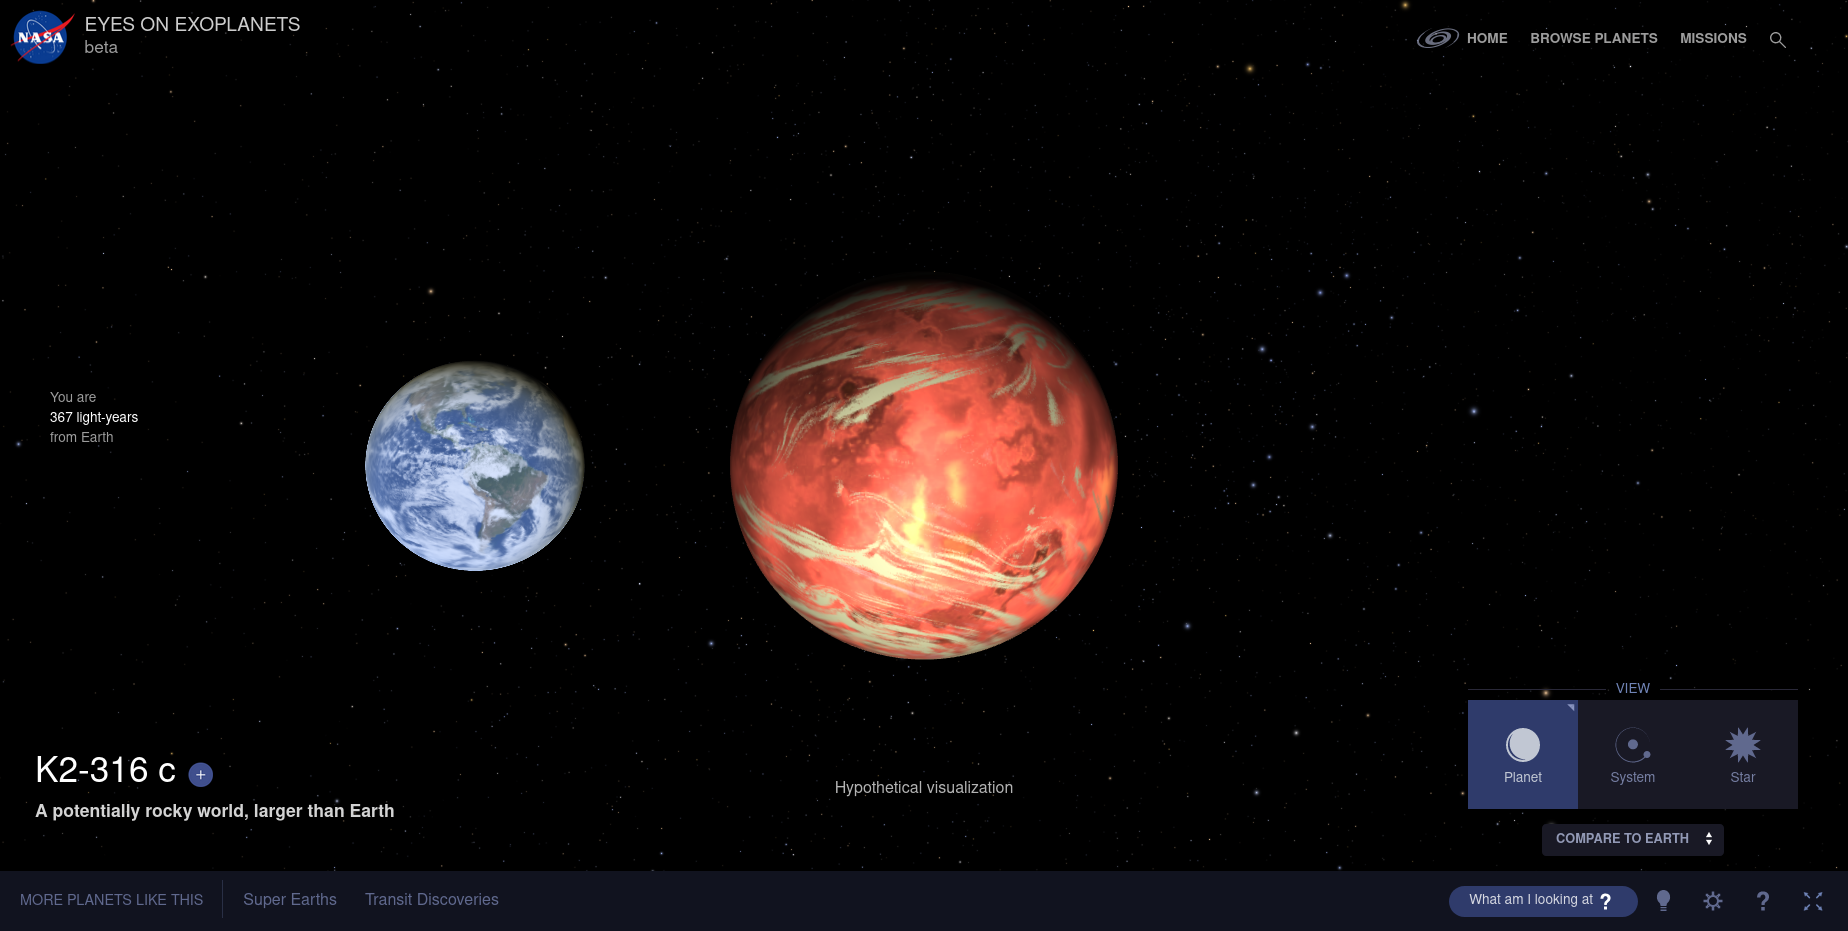 NASA
EYES ON EXOPLANETS
beta
HOME
BROWSE PLANETS
MISSIONS
You are
367 light-years
from Earth
VIEW
Planet
System
Star
K2-316 c +
A potentially rocky world, larger than Earth
Hypothetical visualization
COMPARE TO EARTH
MORE PLANETS LIKE THIS
Super Earths
Transit Discoveries
What am I looking at ?
?